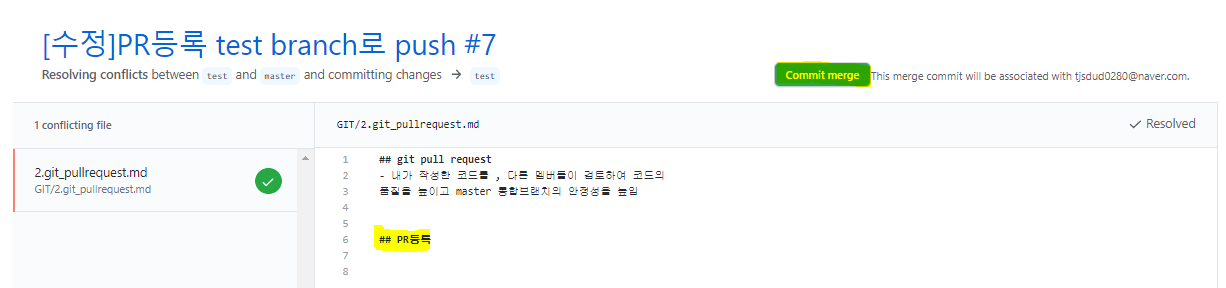 [수정]PR등록 test branch로 push #7
Resolving conflicts between test and master and committing changes → test
Commit merge This merge commit will be associated with tjsdud0280@naver.com.
1 conflicting file
GIT/2.git_pullrequest.md
Resolved
2.git_pullrequest.md
GIT/2.git_pullrequest.md
1 ## git pull request
2 - 내가 작성한 코드를 , 다른 멤버들이 검토하여 코드의
3 품질을 높이고 master 통합브랜치의 안정성을 높임
4
5
6 ## PR등록
7
8